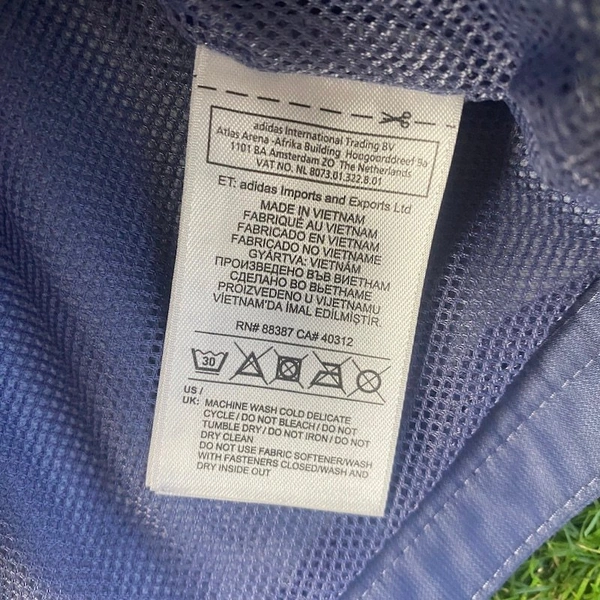 adidas International Trading BV
Atlas Arena -Afrika Building Hoogoorddreef 9a
1101 BA Amsterdam ZO The Netherlands
VAT NO. NL 8073.01.322.B.01
ET: adidas Imports and Exports Ltd
MADE IN VIETNAM
FABRIQUÉ AU VIETNAM
FABRICADO EN VIETNAM
FABRICADO NO VIETNAME
GYÁRTVA: VIETNÁM
ПРОИЗВЕДЕНО ВЪВ ВИЕТНАМ
СДЕЛАНО ВО ВЬЕТНАМЕ
PROIZVEDENO U VIJETNAMU
VİETNAM'DA İMAL EDİLMİŞTİR.
RN# 88387 CA# 40312
30
US /
UK: MACHINE WASH COLD DELICATE
CYCLE / DO NOT BLEACH / DO NOT
TUMBLE DRY / DO NOT IRON / DO NOT
DRY CLEAN
DO NOT USE FABRIC SOFTENER/WASH
WITH FASTENERS CLOSED/WASH AND
DRY INSIDE OUT